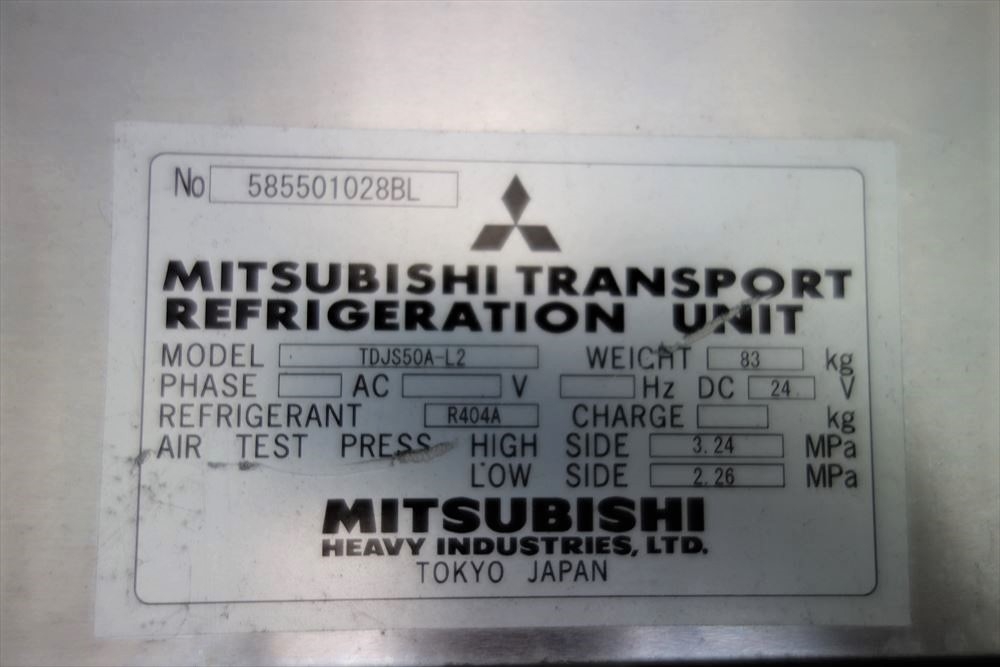 No 585501028BL
MITSUBISHI TRANSPORT
REFRIGERATION UNIT
MODEL TDJS50A-L2 WEIGHT 83 kg
PHASE AC V Hz DC 24 V
REFRIGERANT R404A CHARGE kg
AIR TEST PRESS HIGH SIDE 3.24 MPa
LOW SIDE 2.26 MPa
MITSUBISHI
HEAVY INDUSTRIES, LTD.
TOKYO JAPAN